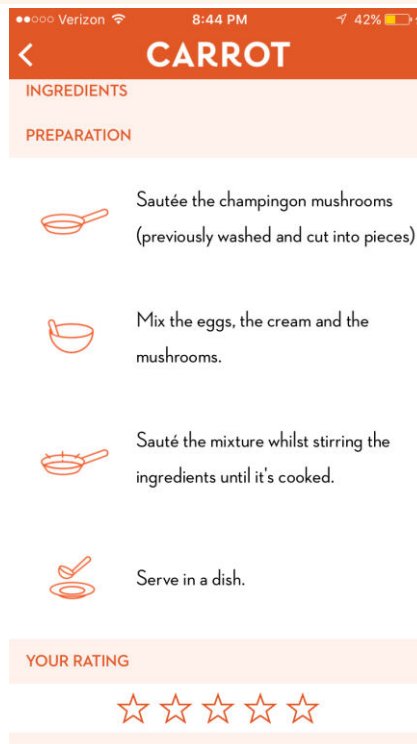 Verizon 8:44 PM 42%
CARROT
INGREDIENTS
PREPARATION
Sautée the champingon mushrooms
(previously washed and cut into pieces)
Mix the eggs, the cream and the
mushrooms.
Sauté the mixture whilst stirring the
ingredients until it's cooked.
Serve in a dish.
YOUR RATING